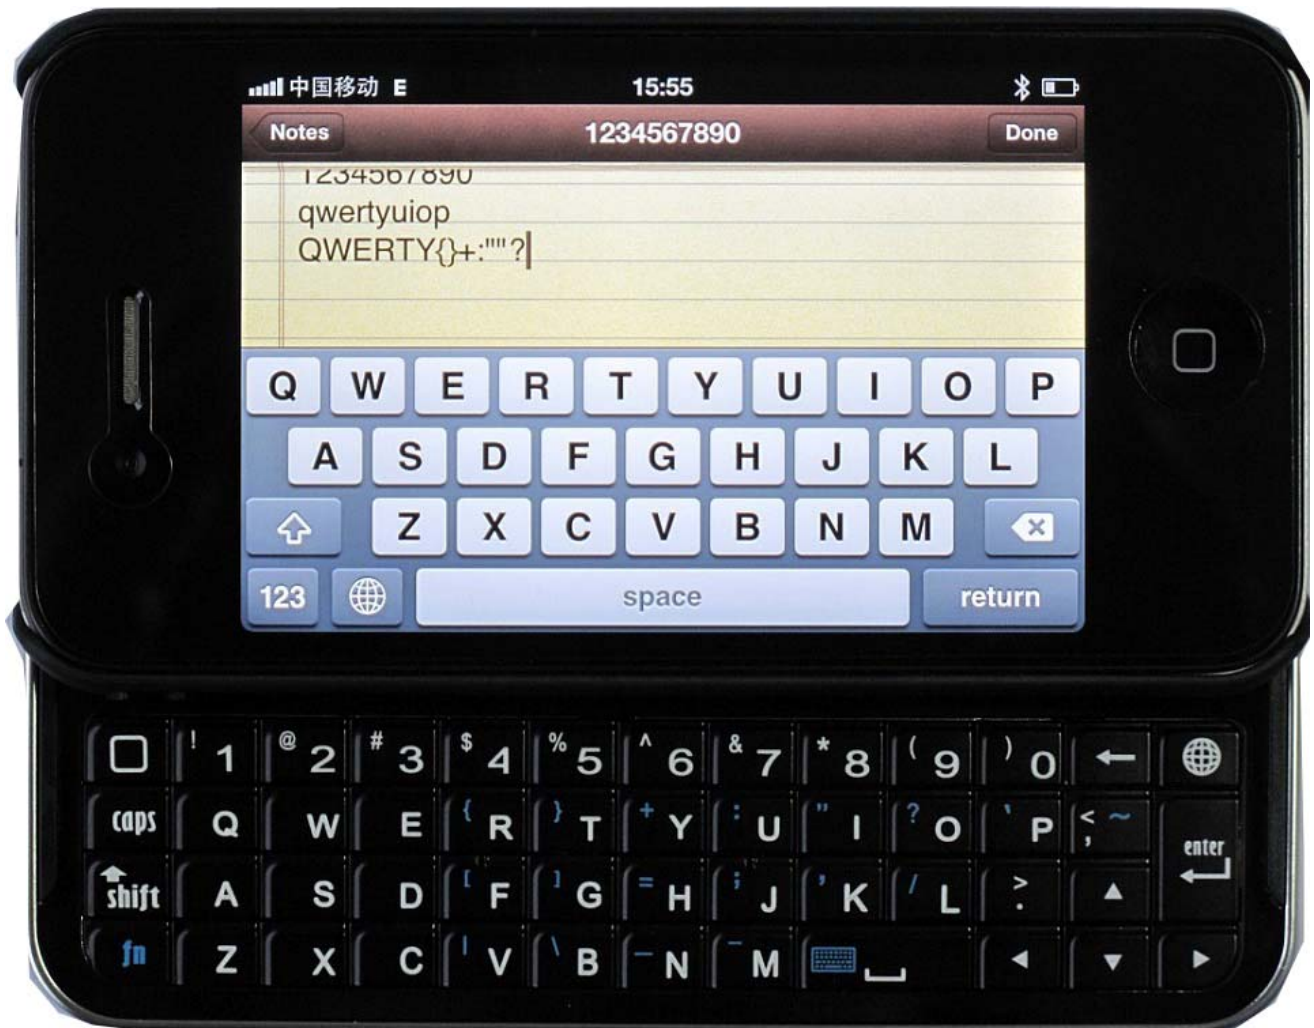 中国移动 E 15:55
Notes 1234567890 Done
1234567890
qwertyuiop
QWERTY{}+:""?
Q W E R T Y U I O P
A S D F G H J K L
Z X C V B N M
123 space return
! 1 @ 2 # 3 $ 4 % 5 ^ 6 & 7 * 8 ( 9 ) 0 ←
caps Q W E { R } T + Y : U " I ? O ‵ P < , ~
enter
shift A S D [ F ] G = H ; J ' K / L > . ▲
fn Z X C | V \ B — N ¯ M ◀ ▼ ▶